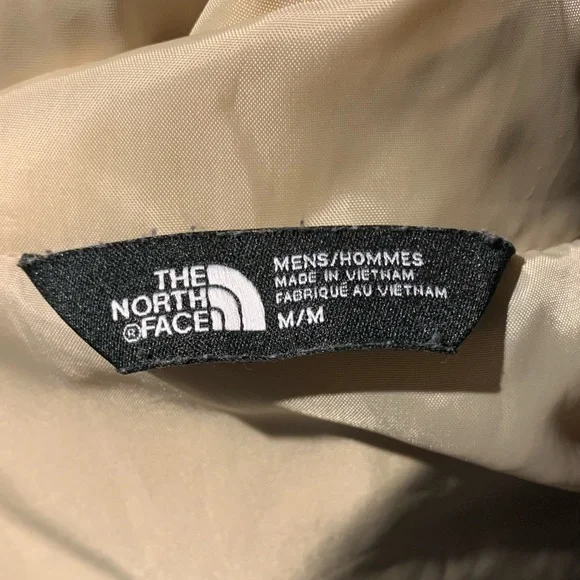 THE
NORTH
®FACE
MENS/HOMMES
MADE IN VIETNAM
FABRIQUÉ AU VIETNAM
M/M